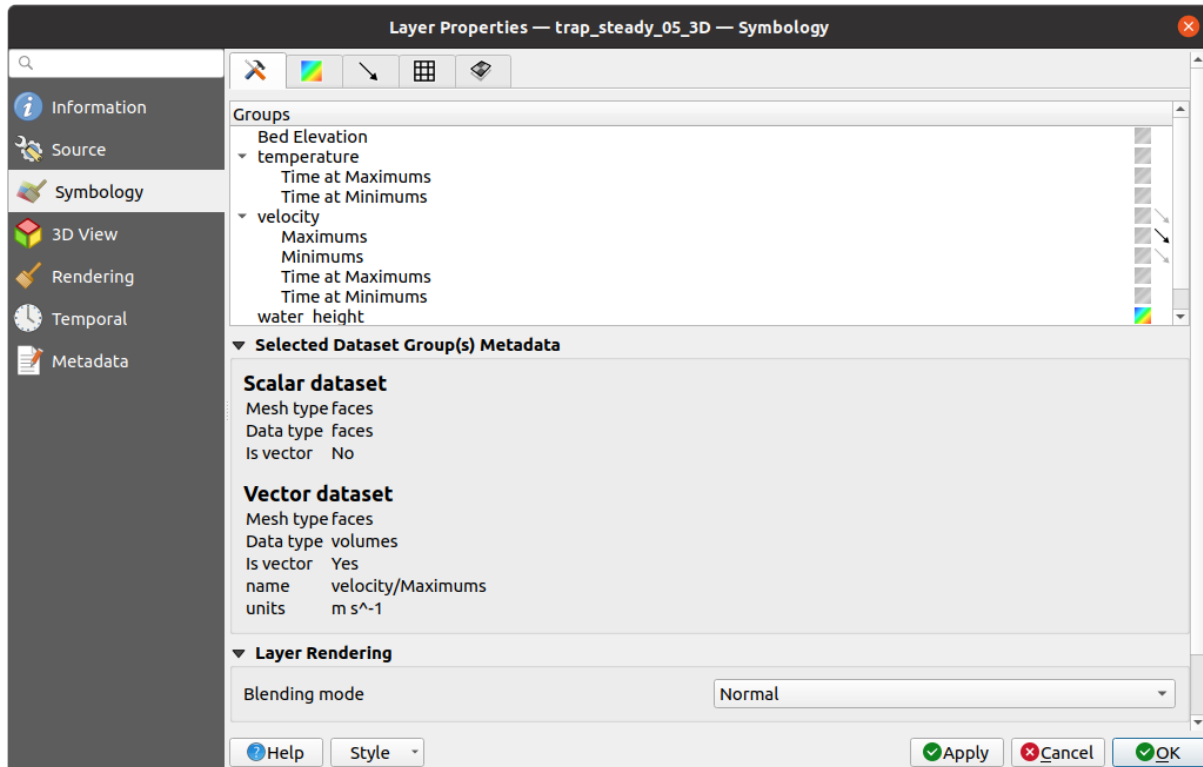 Layer Properties — trap_steady_05_3D — Symbology
Information
Source
Symbology
3D View
Rendering
Temporal
Metadata
Groups
Bed Elevation
temperature
Time at Maximums
Time at Minimums
velocity
Maximums
Minimums
Time at Maximums
Time at Minimums
water_height
Selected Dataset Group(s) Metadata
Scalar dataset
Mesh type faces
Data type faces
Is vector No
Vector dataset
Mesh type faces
Data type volumes
Is vector Yes
name velocity/Maximums
units m s^-1
Layer Rendering
Blending mode Normal
Help Style Apply Cancel OK